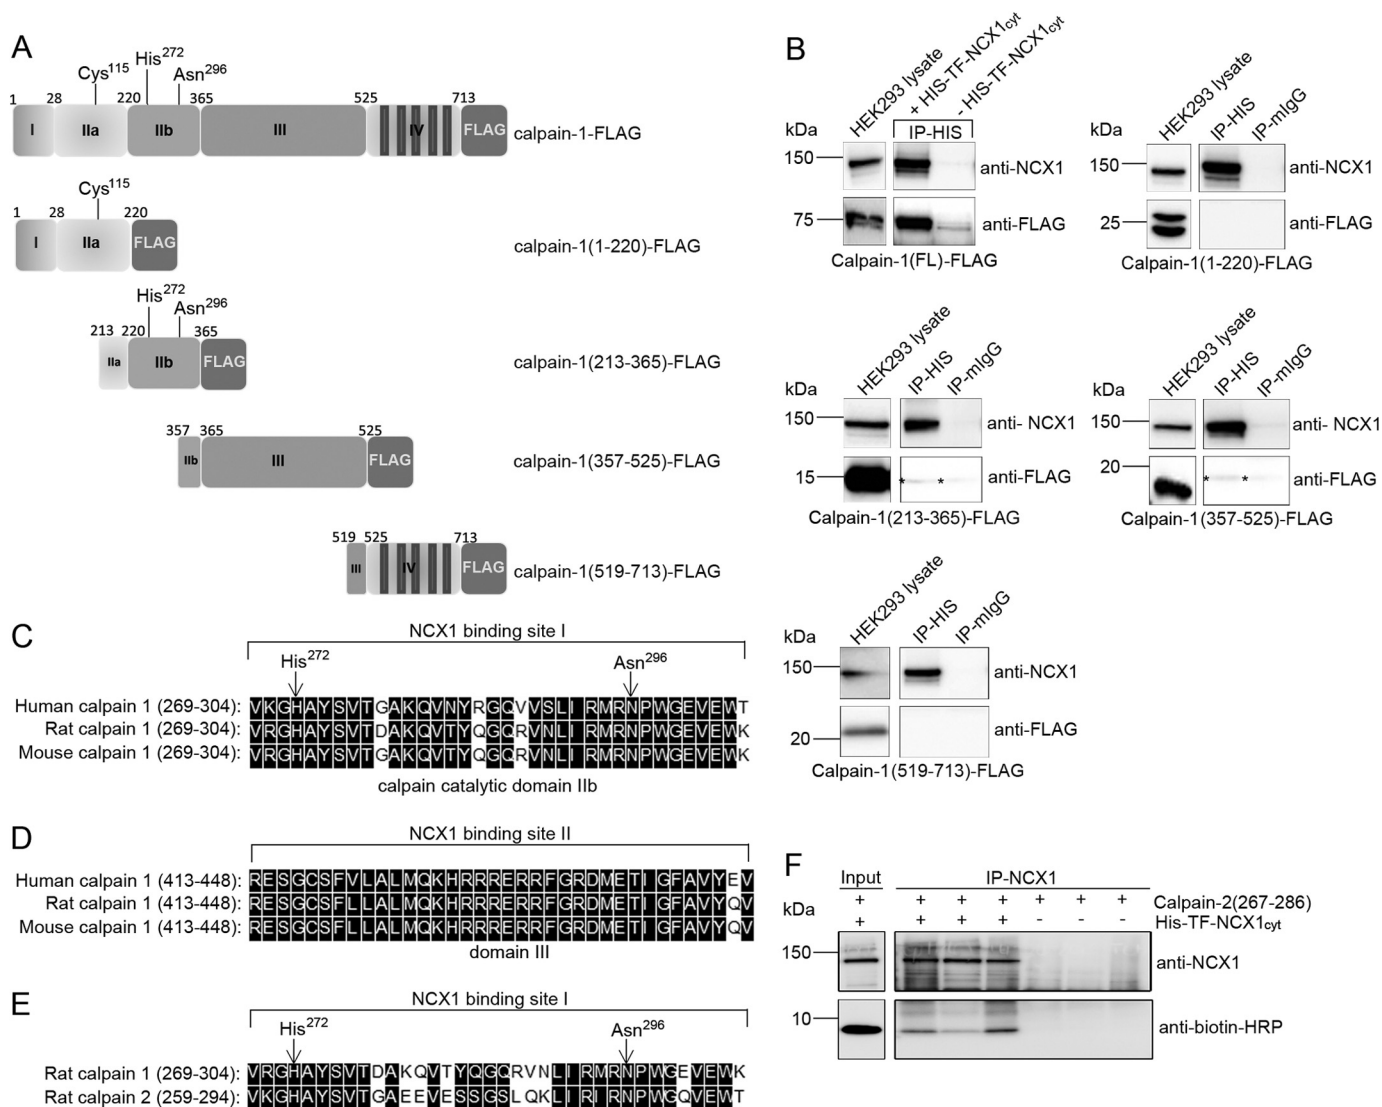 A
His272
Cys115
Asn296
1 28 220 365 525 713
I IIa IIb III IV FLAG
calpain-1-FLAG
Cys115
1 28 220
I IIa FLAG
calpain-1(1-220)-FLAG
His272
Asn296
213 220 365
IIa IIb FLAG
calpain-1(213-365)-FLAG
357 365 525
IIb III FLAG
calpain-1(357-525)-FLAG
519 525 713
III IV FLAG
calpain-1(519-713)-FLAG
B
HEK293 lysate
+ HIS-TF-NCX1cyt
- HIS-TF-NCX1cyt
IP-HIS
kDa
150
anti-NCX1
75
anti-FLAG
Calpain-1(FL)-FLAG
HEK293 lysate
IP-HIS
IP-mIgG
kDa
150
anti-NCX1
25
anti-FLAG
Calpain-1(1-220)-FLAG
HEK293 lysate
IP-HIS
IP-mIgG
kDa
150
anti- NCX1
15
* *
anti-FLAG
Calpain-1(213-365)-FLAG
HEK293 lysate
IP-HIS
IP-mIgG
kDa
150
anti- NCX1
20
* *
anti-FLAG
Calpain-1(357-525)-FLAG
HEK293 lysate
IP-HIS
IP-mIgG
kDa
150
anti-NCX1
20
anti-FLAG
Calpain-1(519-713)-FLAG
C
NCX1 binding site I
His272
Asn296
Human calpain 1 (269-304): VKGHAYSVTGAKQVNYRGQVVSLIRMRNPWGEVEWT
Rat calpain 1 (269-304): VRGHAYSVTDAKQVTYQGQRVNLIRMRNPWGEVEWK
Mouse calpain 1 (269-304): VRGHAYSVTGAKQVTYQGQRVNLIRMRNPWGEVEWK
calpain catalytic domain IIb
D
NCX1 binding site II
Human calpain 1 (413-448): RESGCSFVLALMQKHRRRERRFGRDMETIGFAVYEV
Rat calpain 1 (413-448): RESGCSFLLALMQKHRRRERRFGRDMETIGFAVYQV
Mouse calpain 1 (413-448): RESGCSFLLALMQKHRRRERRFGRDMETIGFAVYQV
domain III
E
NCX1 binding site I
His272
Asn296
Rat calpain 1 (269-304): VRGHAYSVTDAKQVTYQGQRVNLIRMRNPWGEVEWK
Rat calpain 2 (259-294): VKGHAYSVTGAEEVESSGSLQKLIRIRNPWGQVEWT
F
Input IP-NCX1
+ + + + + + + Calpain-2(267-286)
+ + + + - - - His-TF-NCX1cyt
kDa
150
anti-NCX1
10
anti-biotin-HRP